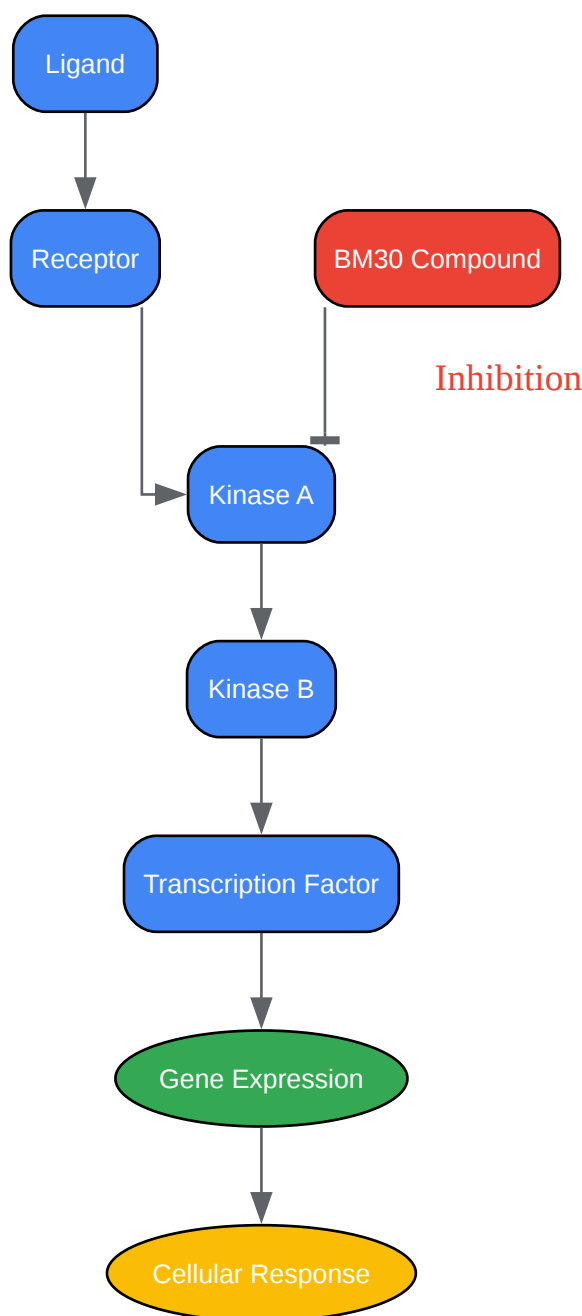 Ligand
Receptor
BM30 Compound
Inhibition
Kinase A
Kinase B
Transcription Factor
Gene Expression
Cellular Response